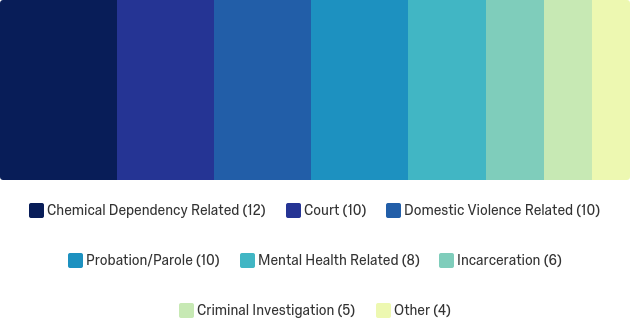 Chemical Dependency Related (12) Court (10) Domestic Violence Related (10)
Probation/Parole (10) Mental Health Related (8) Incarceration (6)
Criminal Investigation (5) Other (4)